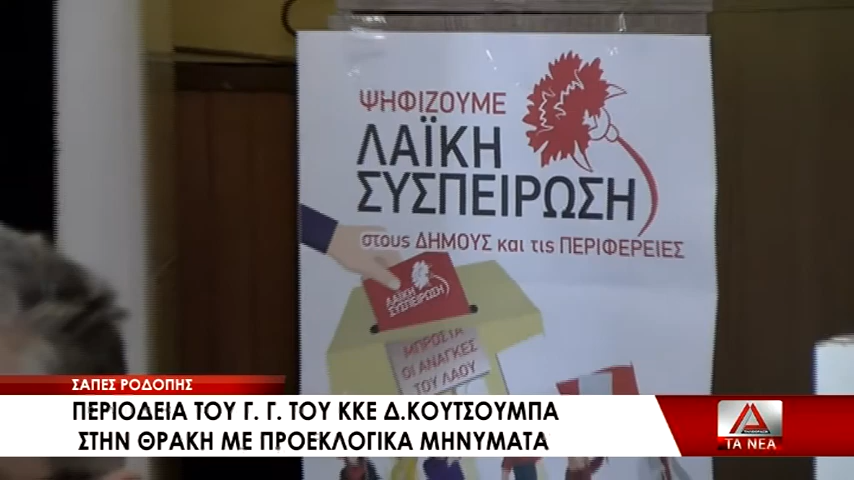 ΨΗΦΙΖΟΥΜΕ
ΛΑΪΚΗ
ΣΥΣΠΕΙΡΩΣΗ
στους ΔΗΜΟΥΣ και τις ΠΕΡΙΦΕΡΕΙΕΣ
ΛΑΪΚΗ
ΣΥΣΠΕΙΡΩΣΗ
ΜΠΡΟΣΤΑ
ΟΙ ΑΝΑΓΚΕΣ
ΤΟΥ ΛΑΟΥ
ΣΑΠΕΣ ΡΟΔΟΠΗΣ
ΠΕΡΙΟΔΕΙΑ ΤΟΥ Γ. Γ. ΤΟΥ ΚΚΕ Δ.ΚΟΥΤΣΟΥΜΠΑ
ΣΤΗΝ ΘΡΑΚΗ ΜΕ ΠΡΟΕΚΛΟΓΙΚΑ ΜΗΝΥΜΑΤΑ
ΤΑ ΝΕΑ